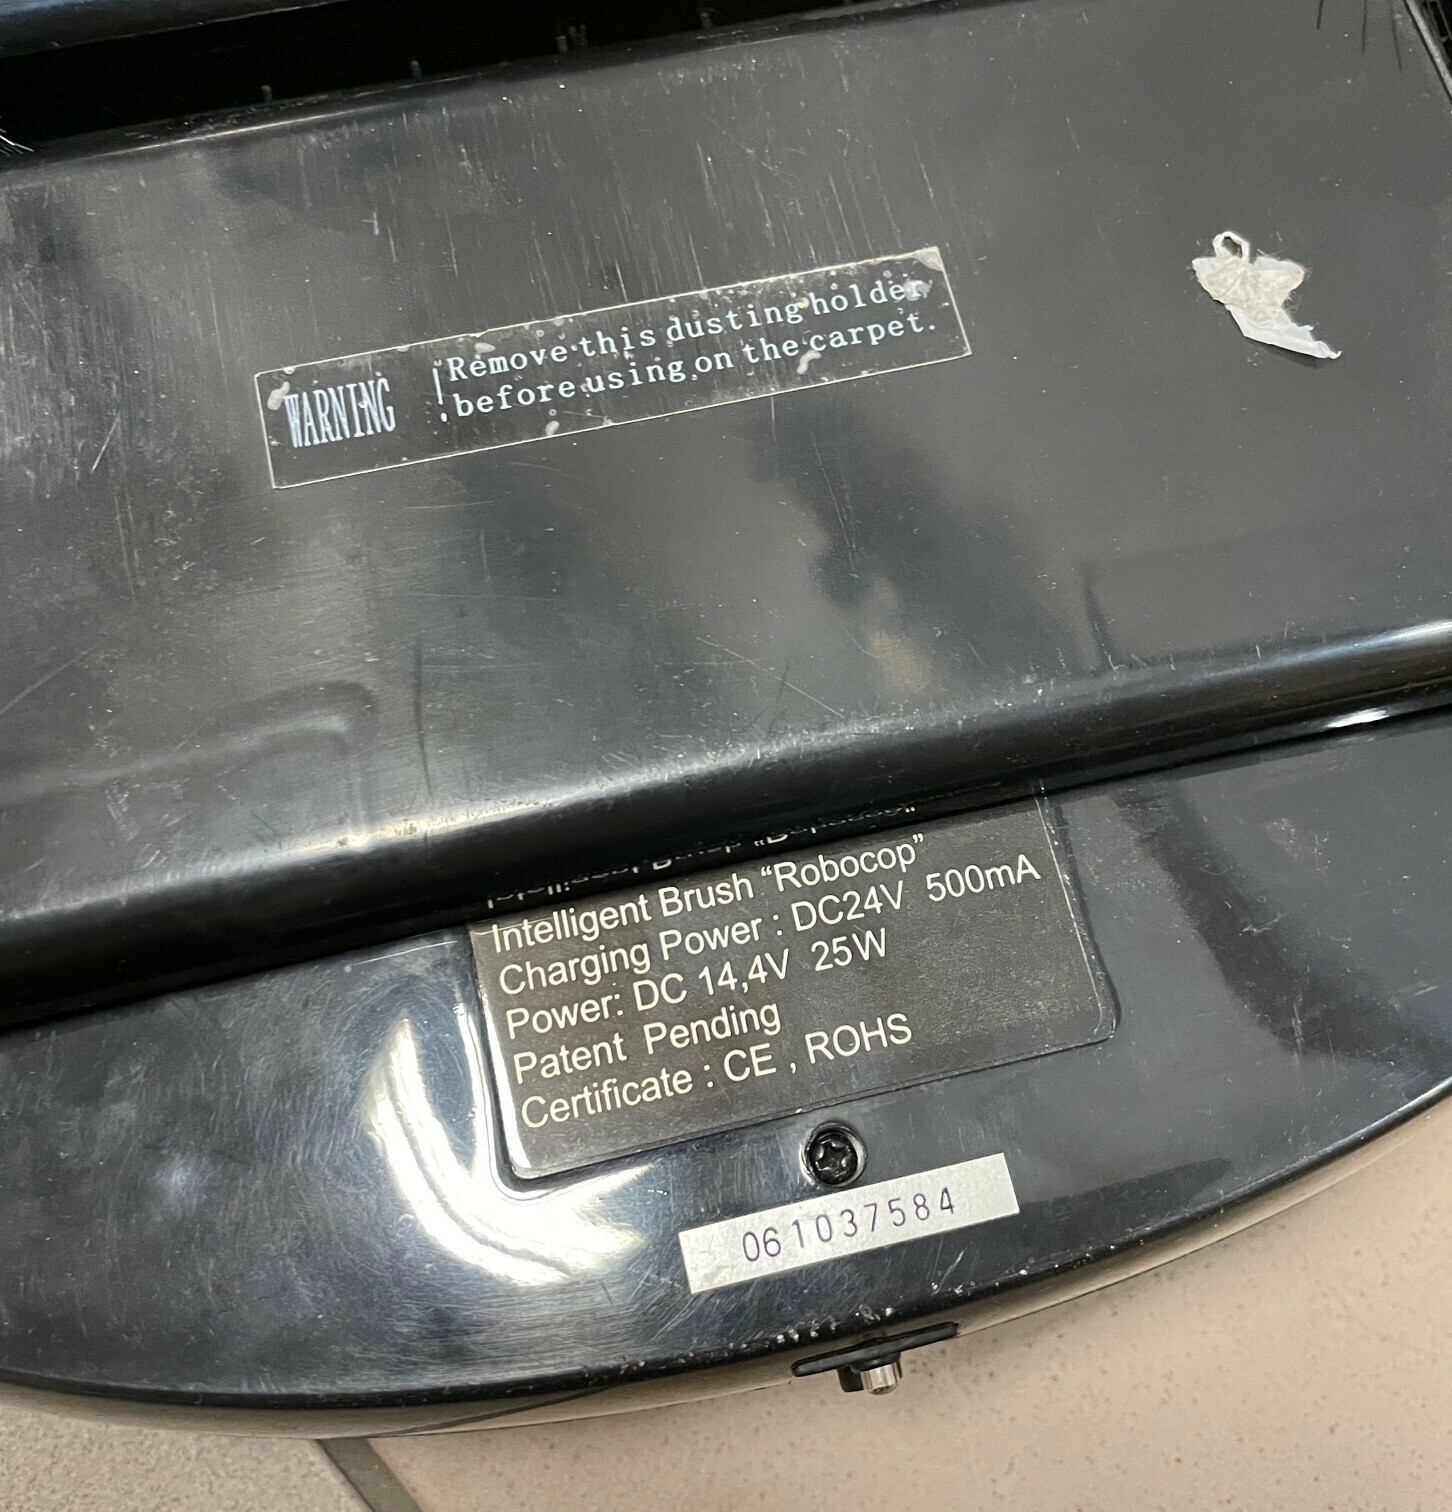 WARNING ! Remove this dusting holder
before using on the carpet.
Intelligent Brush “Robocop”
Charging Power : DC24V 500mA
Power: DC 14,4V 25W
Patent Pending
Certificate : CE , ROHS
061037584